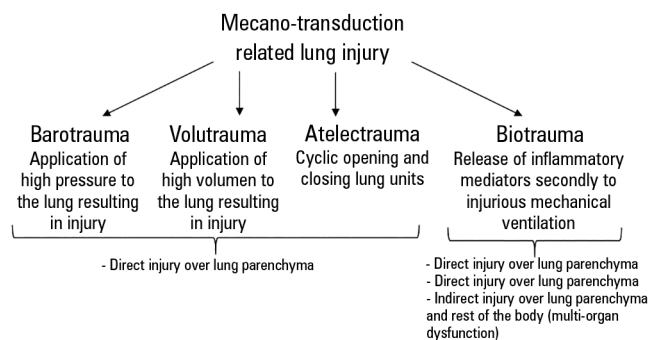 Mecano-transduction
related lung injury
Barotrauma
Application of
high pressure to
the lung resulting
in injury
Volutrauma
Application of
high volumen to
the lung resulting
in injury
Atelectrauma
Cyclic opening and
closing lung units
Biotrauma
Release of inflammatory
mediators secondly to
injurious mechanical
ventilation
- Direct injury over lung parenchyma
- Direct injury over lung parenchyma
- Direct injury over lung parenchyma
- Indirect injury over lung parenchyma
and rest of the body (multi-organ
dysfunction)